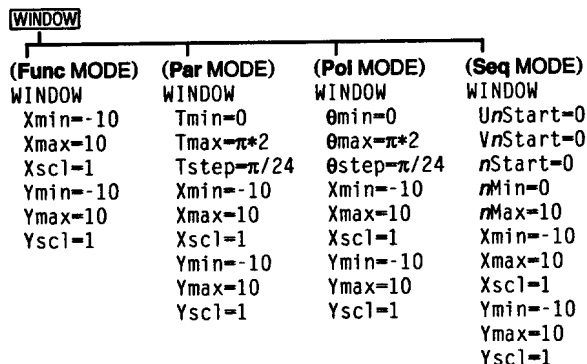 WINDOW
(Func MODE)
WINDOW
Xmin=-10
Xmax=10
Xscl=1
Ymin=-10
Ymax=10
Yscl=1
(Par MODE)
WINDOW
Tmin=0
Tmax=π*2
Tstep=π/24
Xmin=-10
Xmax=10
Xscl=1
Ymin=-10
Ymax=10
Yscl=1
(Pol MODE)
WINDOW
θmin=0
θmax=π*2
θstep=π/24
Xmin=-10
Xmax=10
Xscl=1
Ymin=-10
Ymax=10
Yscl=1
(Seq MODE)
WINDOW
UnStart=0
VnStart=0
nStart=0
nMin=0
nMax=10
Xmin=-10
Xmax=10
Xscl=1
Ymin=-10
Ymax=10
Yscl=1